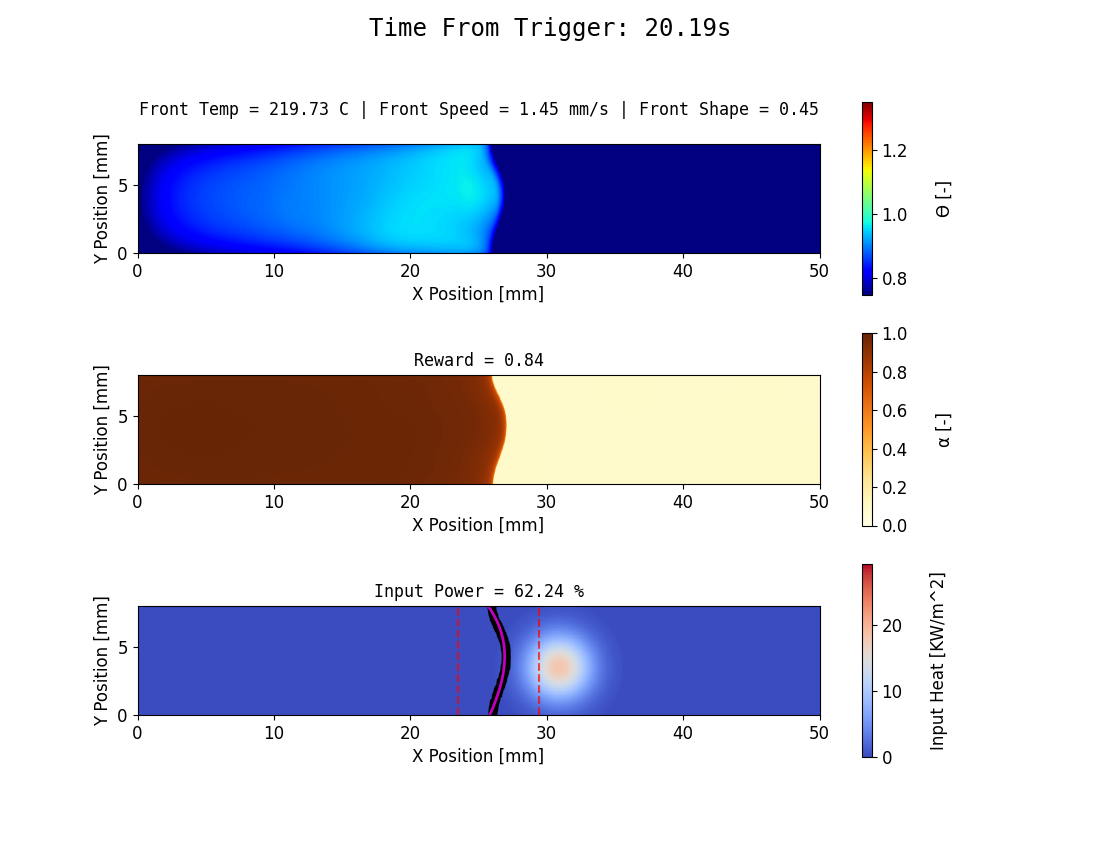 Time From Trigger: 20.19s
Front Temp = 219.73 C | Front Speed = 1.45 mm/s | Front Shape = 0.45
Y Position [mm]
5
0
0 10 20 30 40 50
X Position [mm]
1.2
1.0
0.8
Θ [-]
Reward = 0.84
Y Position [mm]
5
0
0 10 20 30 40 50
X Position [mm]
1.0
0.8
0.6
0.4
0.2
0.0
α [-]
Input Power = 62.24 %
Y Position [mm]
5
0
0 10 20 30 40 50
X Position [mm]
20
10
0
Input Heat [KW/m^2]